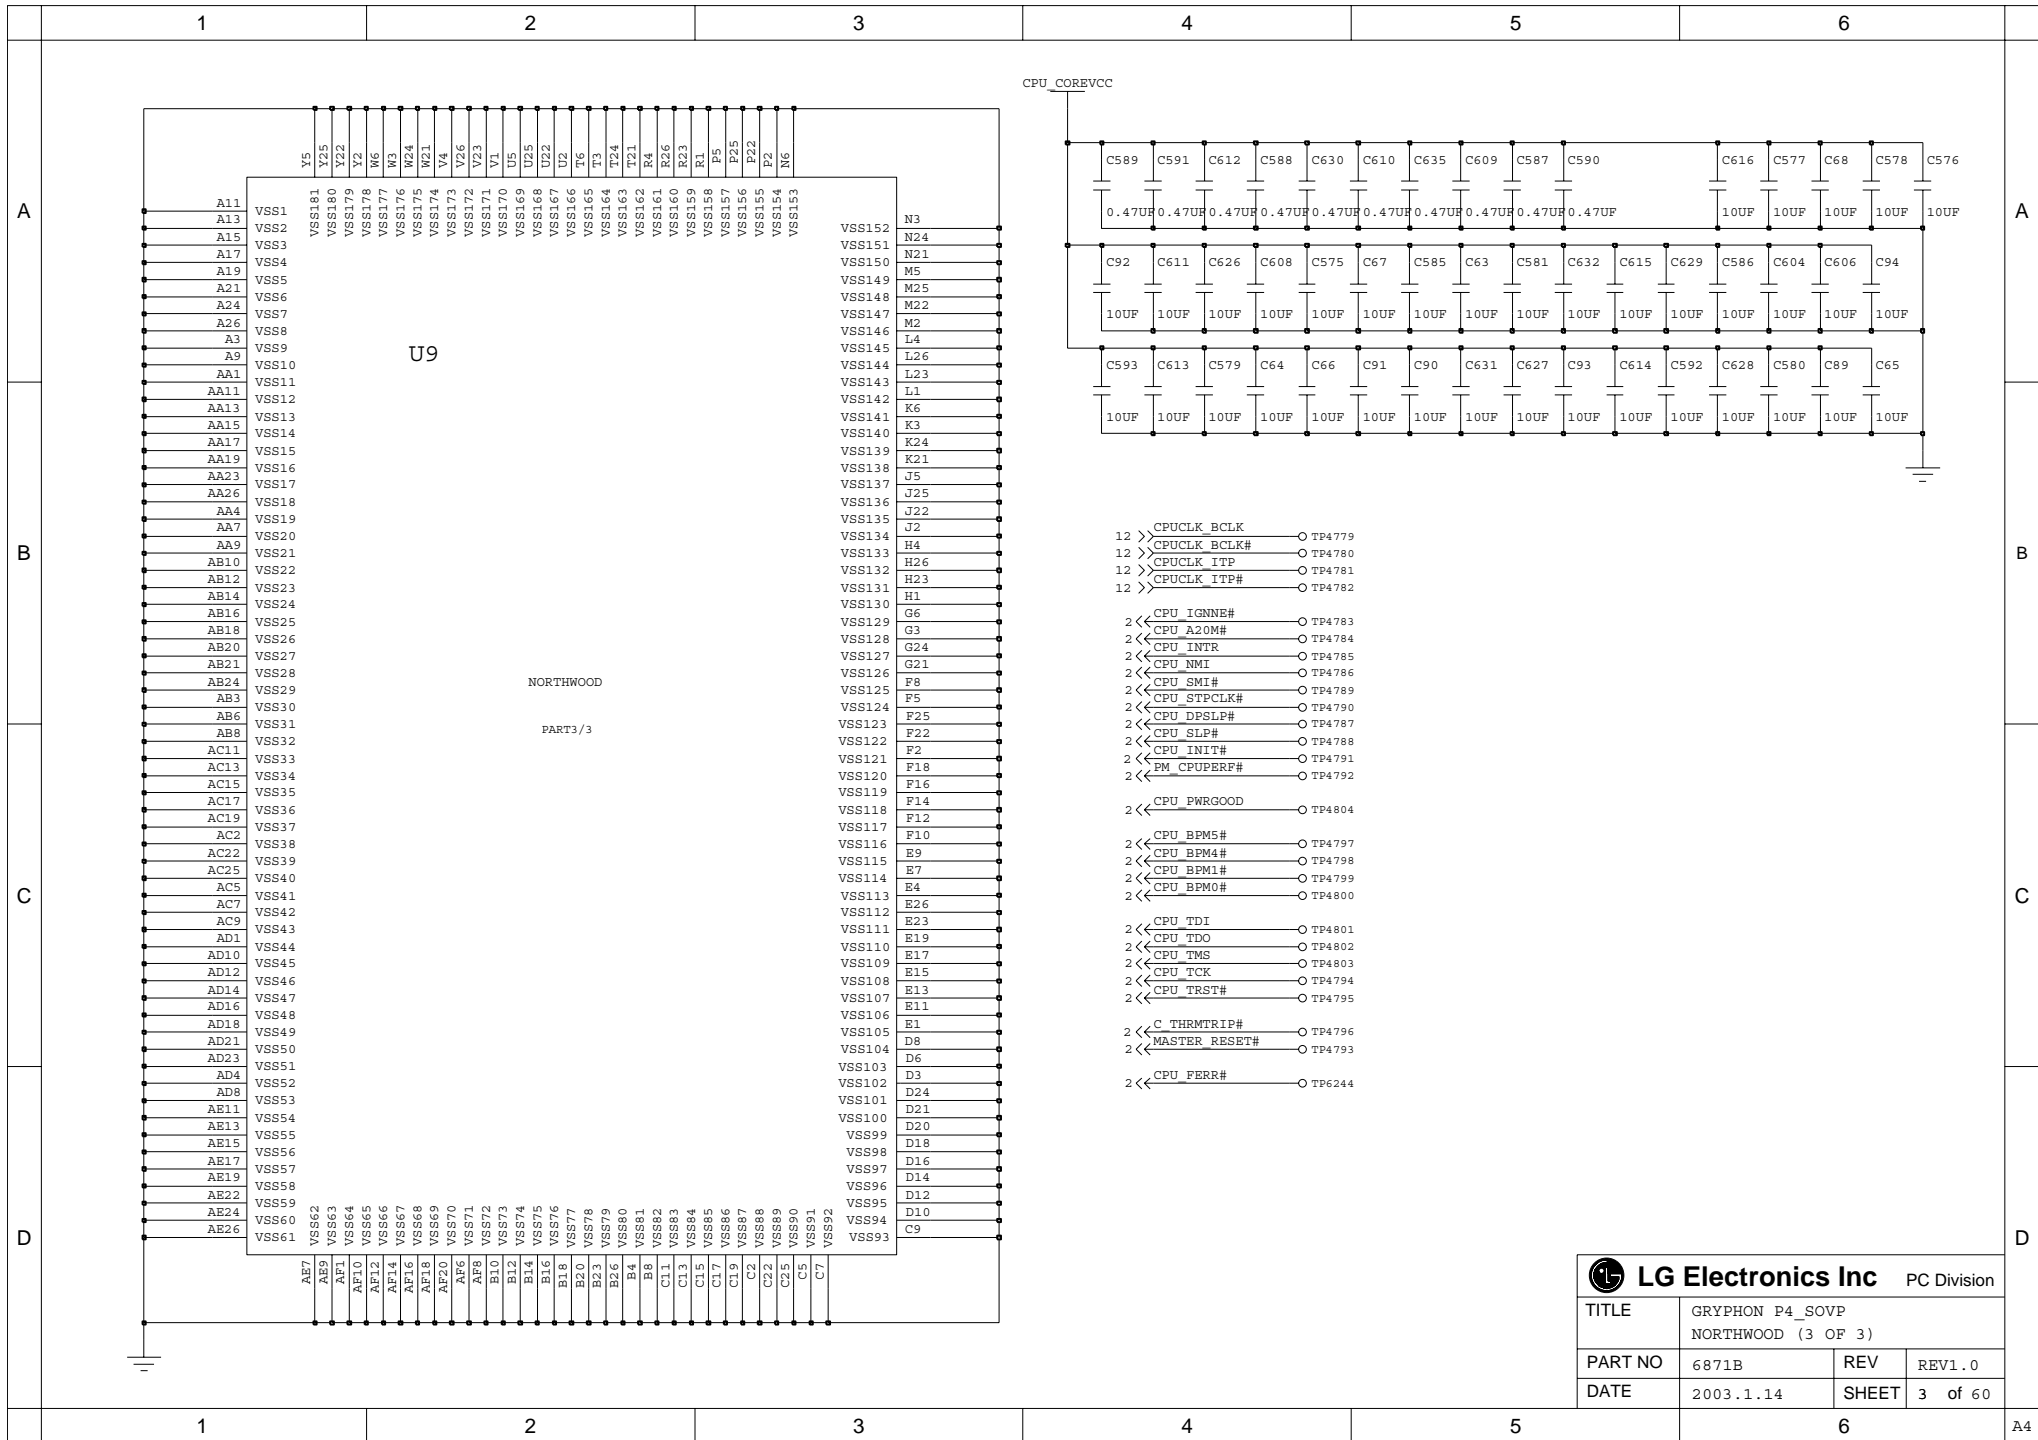 1 2 3 4 5 6
CPU_COREVCC
Y5 Y25 Y22 Y2 W6 W3 W24 W21 V4 V26 V23 V1 U5 U25 U22 U2 T6 T3 T24 T21 R4 R26 R23 R1 P5 P25 P22 P2 N6
VSS181 VSS180 VSS179 VSS178 VSS177 VSS176 VSS175 VSS174 VSS173 VSS172 VSS171 VSS170 VSS169 VSS168 VSS167 VSS166 VSS165 VSS164 VSS163 VSS162 VSS161 VSS160 VSS159 VSS158 VSS157 VSS156 VSS155 VSS154 VSS153
A11 VSS1
A13 VSS2
A15 VSS3
A17 VSS4
A19 VSS5
A21 VSS6
A24 VSS7
A26 VSS8
A3 VSS9
A9 VSS10
AA1 VSS11
AA11 VSS12
AA13 VSS13
AA15 VSS14
AA17 VSS15
AA19 VSS16
AA23 VSS17
AA26 VSS18
AA4 VSS19
AA7 VSS20
AA9 VSS21
AB10 VSS22
AB12 VSS23
AB14 VSS24
AB16 VSS25
AB18 VSS26
AB20 VSS27
AB21 VSS28
AB24 VSS29
AB3 VSS30
AB6 VSS31
AB8 VSS32
AC11 VSS33
AC13 VSS34
AC15 VSS35
AC17 VSS36
AC19 VSS37
AC2 VSS38
AC22 VSS39
AC25 VSS40
AC5 VSS41
AC7 VSS42
AC9 VSS43
AD1 VSS44
AD10 VSS45
AD12 VSS46
AD14 VSS47
AD16 VSS48
AD18 VSS49
AD21 VSS50
AD23 VSS51
AD4 VSS52
AD8 VSS53
AE11 VSS54
AE13 VSS55
AE15 VSS56
AE17 VSS57
AE19 VSS58
AE22 VSS59
AE24 VSS60
AE26 VSS61
U9
NORTHWOOD
PART3/3
VSS152 N3
VSS151 N24
VSS150 N21
VSS149 M5
VSS148 M25
VSS147 M22
VSS146 M2
VSS145 L4
VSS144 L26
VSS143 L23
VSS142 L1
VSS141 K6
VSS140 K3
VSS139 K24
VSS138 K21
VSS137 J5
VSS136 J25
VSS135 J22
VSS134 J2
VSS133 H4
VSS132 H26
VSS131 H23
VSS130 H1
VSS129 G6
VSS128 G3
VSS127 G24
VSS126 G21
VSS125 F8
VSS124 F5
VSS123 F25
VSS122 F22
VSS121 F2
VSS120 F18
VSS119 F16
VSS118 F14
VSS117 F12
VSS116 F10
VSS115 E9
VSS114 E7
VSS113 E4
VSS112 E26
VSS111 E23
VSS110 E19
VSS109 E17
VSS108 E15
VSS107 E13
VSS106 E11
VSS105 E1
VSS104 D8
VSS103 D6
VSS102 D3
VSS101 D24
VSS100 D21
VSS99 D20
VSS98 D18
VSS97 D16
VSS96 D14
VSS95 D12
VSS94 D10
VSS93 C9
VSS62 VSS63 VSS64 VSS65 VSS66 VSS67 VSS68 VSS69 VSS70 VSS71 VSS72 VSS73 VSS74 VSS75 VSS76 VSS77 VSS78 VSS79 VSS80 VSS81 VSS82 VSS83 VSS84 VSS85 VSS86 VSS87 VSS88 VSS89 VSS90 VSS91 VSS92
AE7 AE9 AF1 AF10 AF12 AF14 AF16 AF18 AF20 AF6 AF8 B10 B12 B14 B16 B18 B20 B23 B26 B4 B8 C11 C13 C15 C17 C19 C2 C22 C25 C5 C7
C589 C591 C612 C588 C630 C610 C635 C609 C587 C590 C616 C577 C68 C578 C576
0.47UF 0.47UF 0.47UF 0.47UF 0.47UF 0.47UF 0.47UF 0.47UF 0.47UF 0.47UF 10UF 10UF 10UF 10UF 10UF
C92 C611 C626 C608 C575 C67 C585 C63 C581 C632 C615 C629 C586 C604 C606 C94
10UF 10UF 10UF 10UF 10UF 10UF 10UF 10UF 10UF 10UF 10UF 10UF 10UF 10UF 10UF 10UF
C593 C613 C579 C64 C66 C91 C90 C631 C627 C93 C614 C592 C628 C580 C89 C65
10UF 10UF 10UF 10UF 10UF 10UF 10UF 10UF 10UF 10UF 10UF 10UF 10UF 10UF 10UF 10UF
12 CPUCLK_BCLK TP4779
12 CPUCLK_BCLK# TP4780
12 CPUCLK_ITP TP4781
12 CPUCLK_ITP# TP4782
2 CPU_IGNNE# TP4783
2 CPU_A20M# TP4784
2 CPU_INTR TP4785
2 CPU_NMI TP4786
2 CPU_SMI# TP4789
2 CPU_STPCLK# TP4790
2 CPU_DPSLP# TP4787
2 CPU_SLP# TP4788
2 CPU_INIT# TP4791
2 PM_CPUPERF# TP4792
2 CPU_PWRGOOD TP4804
2 CPU_BPM5# TP4797
2 CPU_BPM4# TP4798
2 CPU_BPM1# TP4799
2 CPU_BPM0# TP4800
2 CPU_TDI TP4801
2 CPU_TDO TP4802
2 CPU_TMS TP4803
2 CPU_TCK TP4794
2 CPU_TRST# TP4795
2 C_THRMTRIP# TP4796
2 MASTER_RESET# TP4793
2 CPU_FERR# TP6244
A A
B B
C C
D D
LG Electronics Inc PC Division
TITLE GRYPHON P4_SOVP
NORTHWOOD (3 OF 3)
PART NO 6871B REV REV1.0
DATE 2003.1.14 SHEET 3 of 60
1 2 3 4 5 6 A4